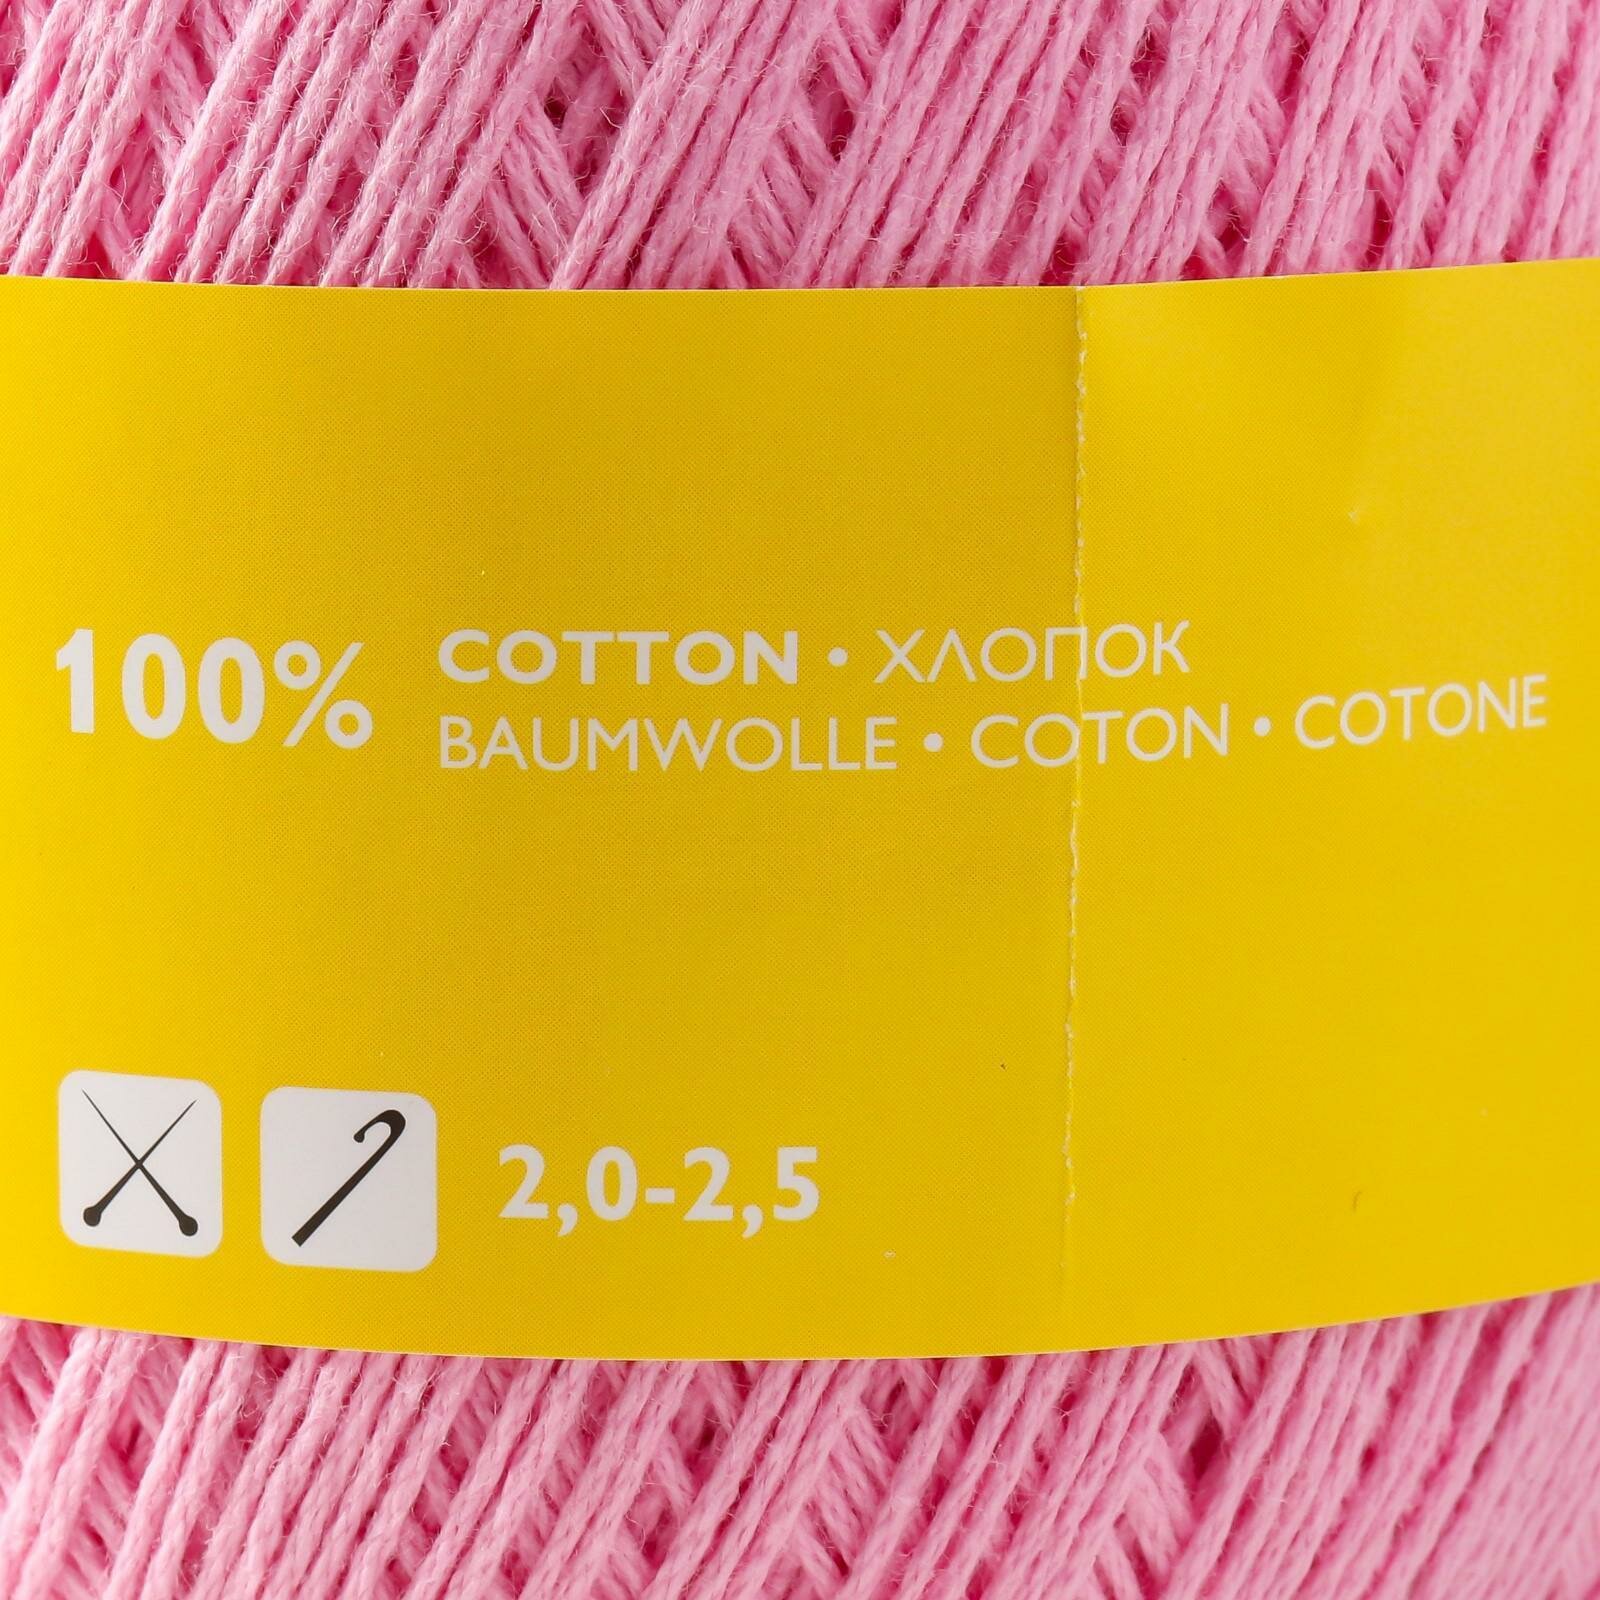 100% COTTON • ХЛОПОК
BAUMWOLLE • COTON • COTONE
2,0-2,5